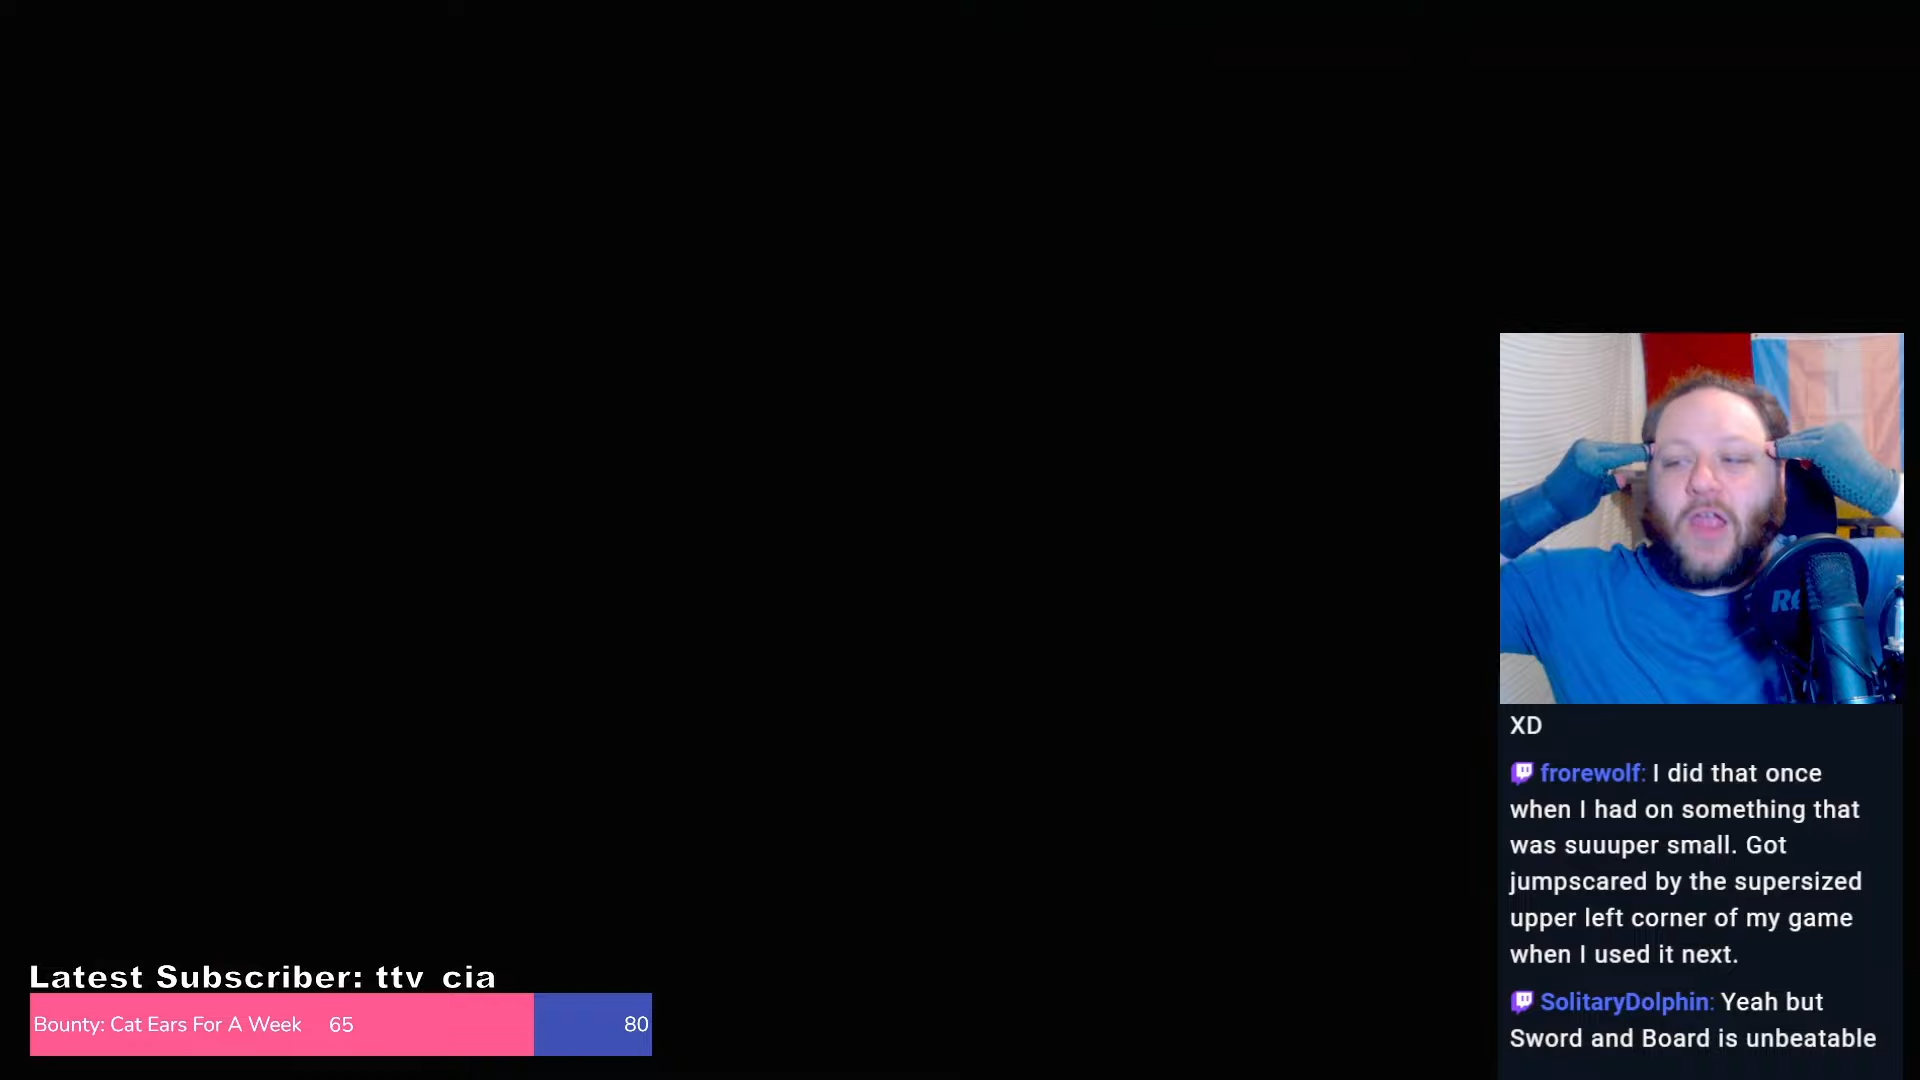 XD
frorewolf: I did that once
when I had on something that
was suuuper small. Got
jumpscared by the supersized
upper left corner of my game
when I used it next.
SolitaryDolphin: Yeah but
Sword and Board is unbeatable
Latest Subscriber: ttv_cia
Bounty: Cat Ears For A Week 65 80